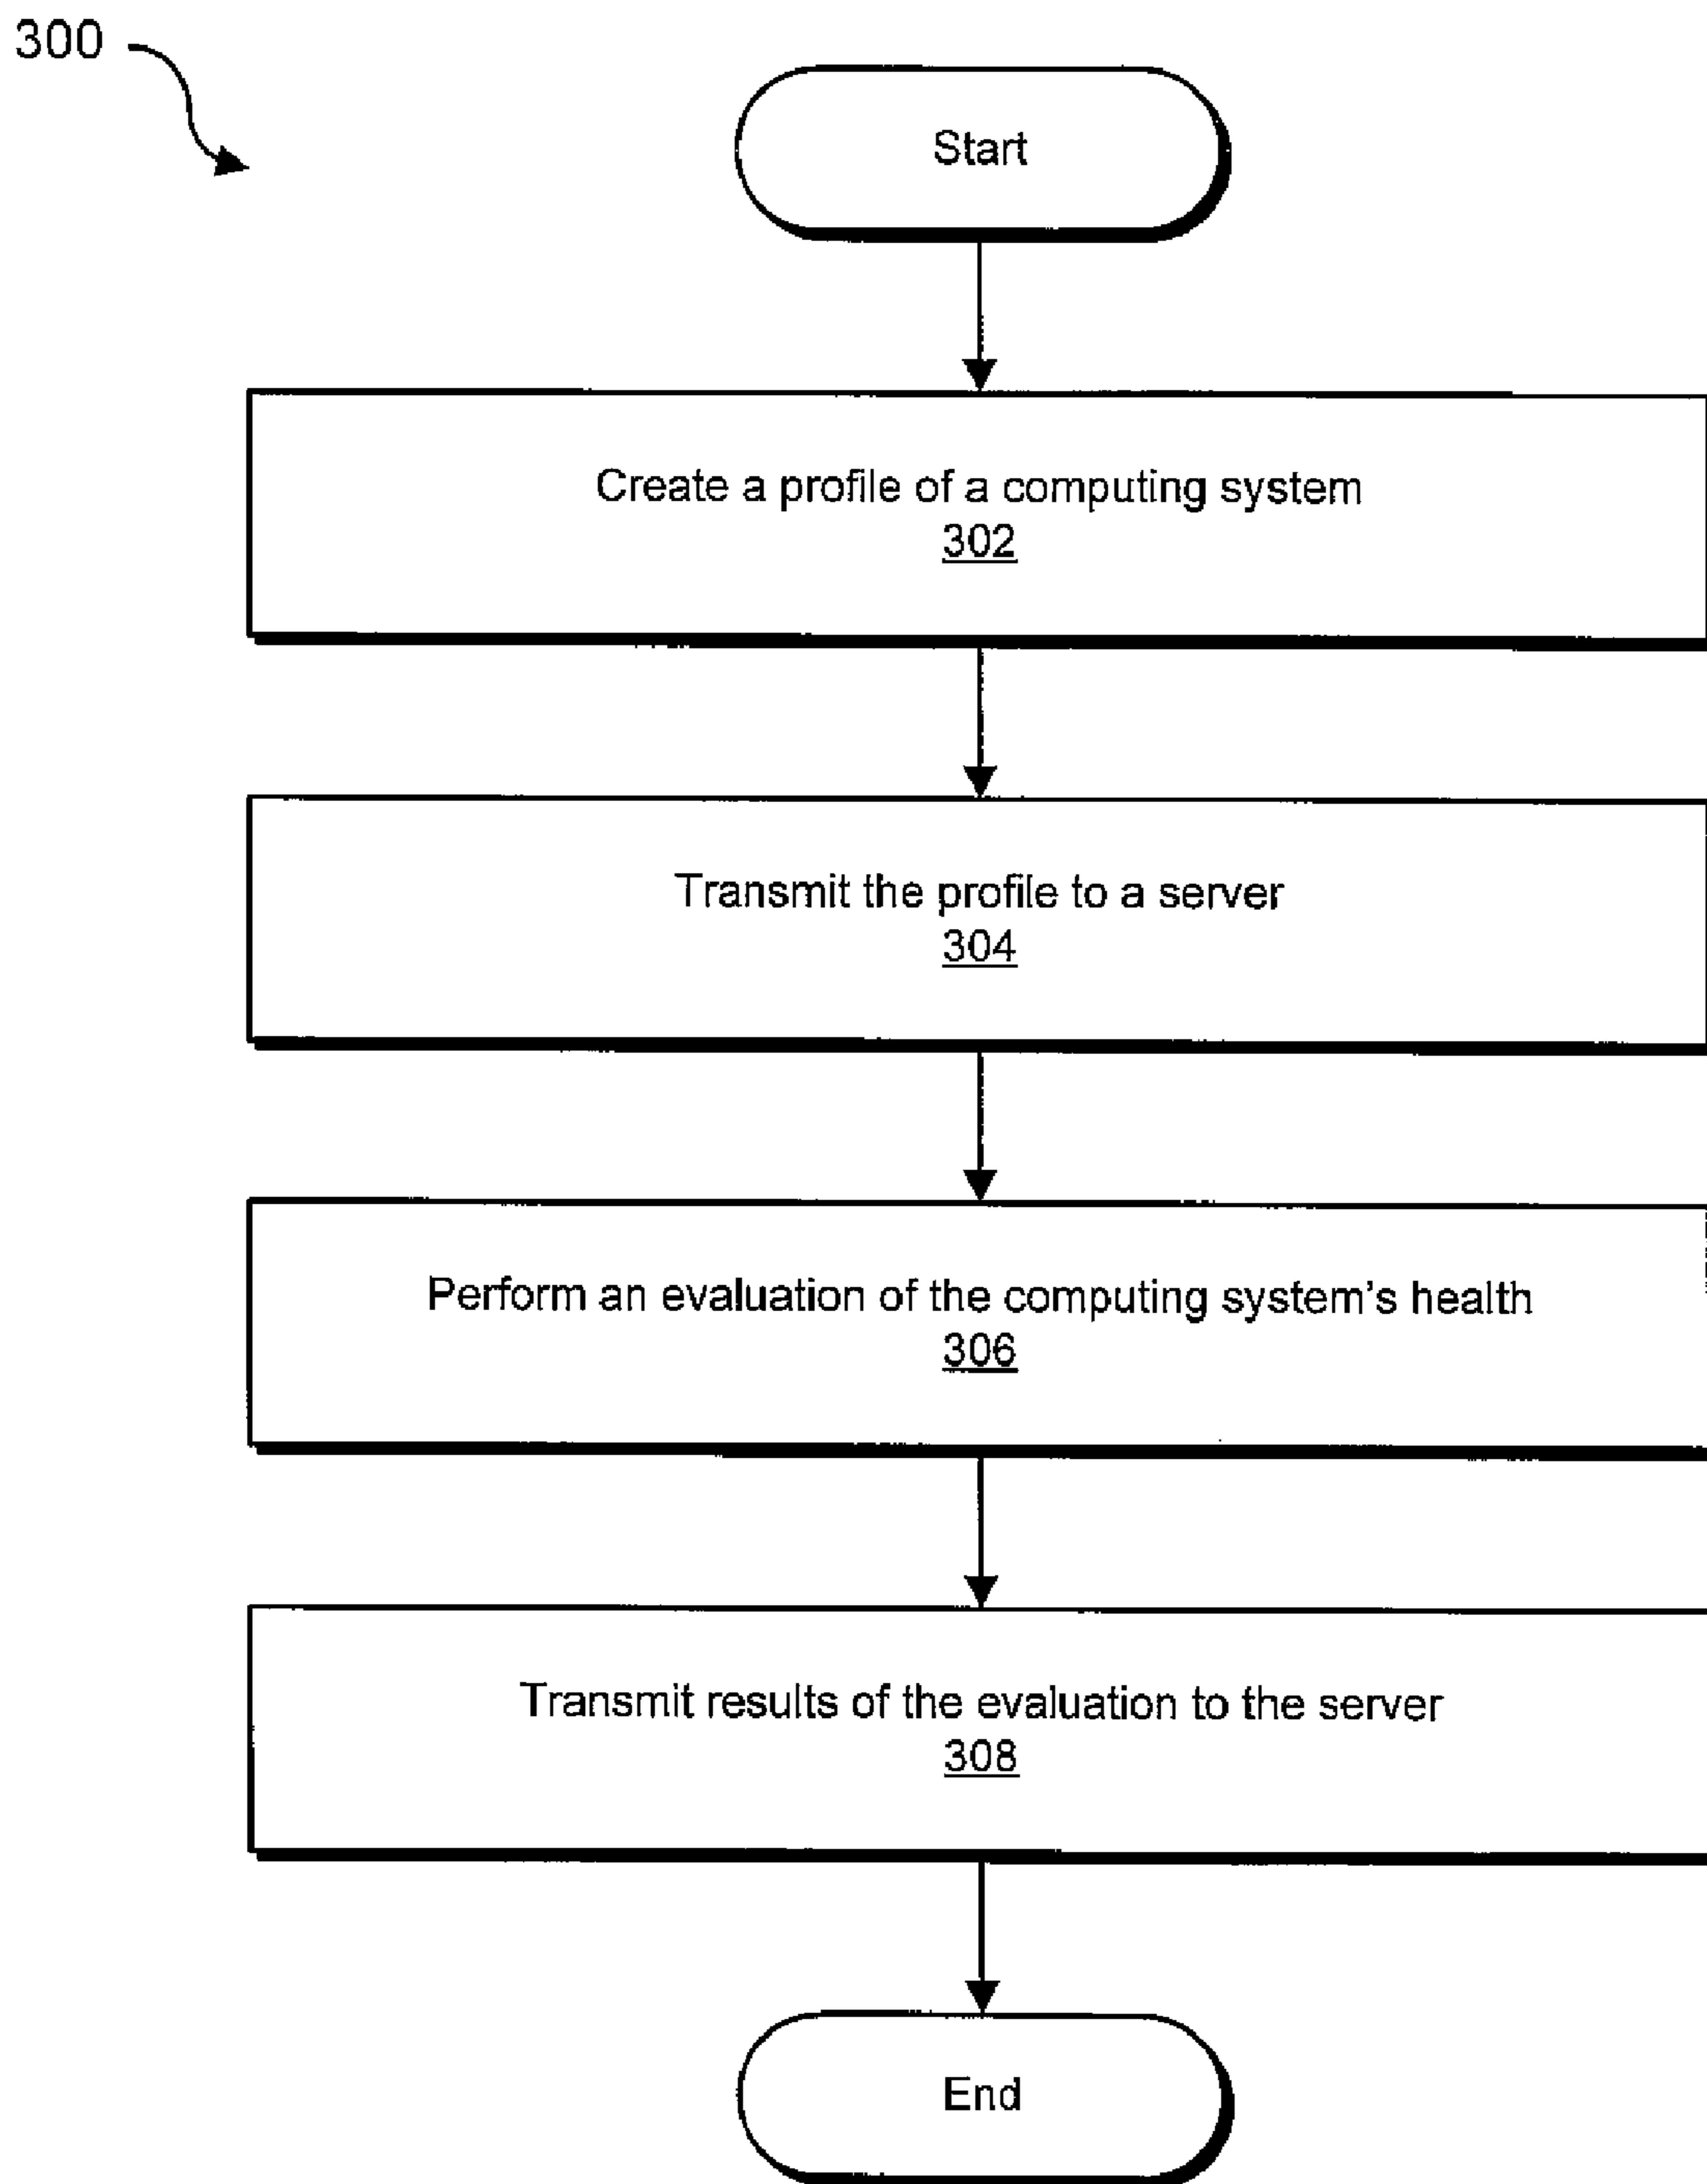 300
Start
Create a profile of a computing system
302
Transmit the profile to a server
304
Perform an evaluation of the computing system's health
306
Transmit results of the evaluation to the server
308
End